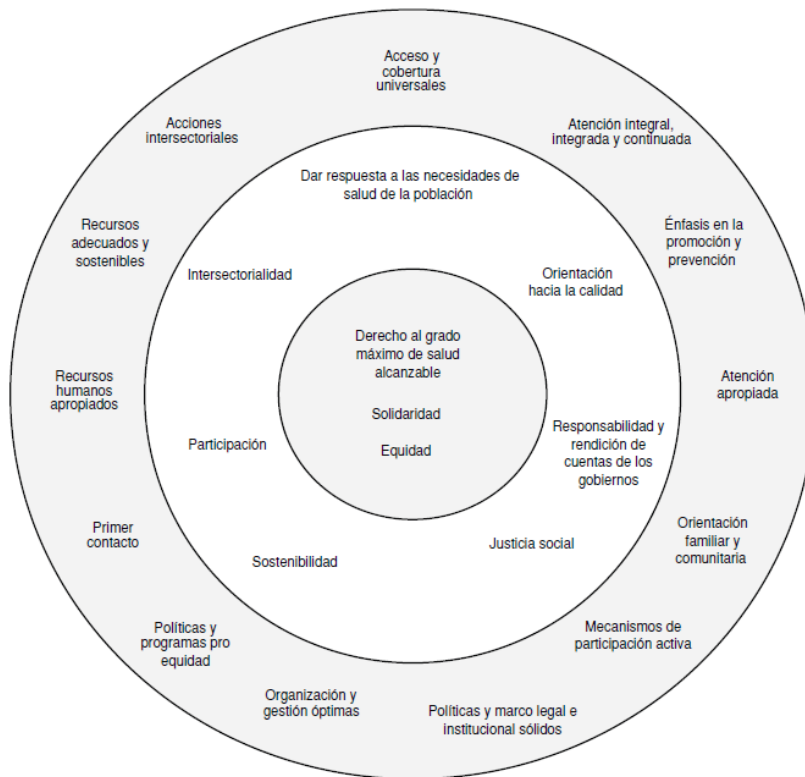 Acceso y
cobertura
universales
Atención integral,
integrada y continuada
Énfasis en la
promoción y
prevención
Atención
apropiada
Orientación
familiar y
comunitaria
Mecanismos de
participación activa
Políticas y marco legal e
institucional sólidos
Organización y
gestión óptimas
Políticas y
programas pro
equidad
Primer
contacto
Recursos
humanos
apropiados
Recursos
adecuados y
sostenibles
Acciones
intersectoriales
Dar respuesta a las necesidades de
salud de la población
Orientación
hacia la calidad
Responsabilidad y
rendición de
cuentas de los
gobiernos
Justicia social
Sostenibilidad
Participación
Intersectorialidad
Derecho al grado
máximo de salud
alcanzable
Solidaridad
Equidad